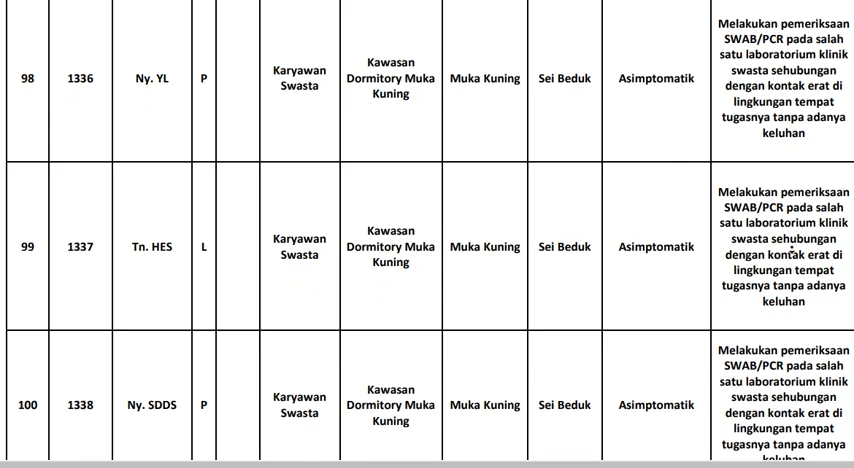 98
1336
Ny. YL
P
Karyawan
Swasta
Kawasan
Dormitory Muka
Kuning
Muka Kuning
Sei Beduk
Asimptomatik
Melakukan pemeriksaan
SWAB/PCR pada salah
satu laboratorium klinik
swasta sehubungan
dengan kontak erat di
lingkungan tempat
tugasnya tanpa adanya
keluhan
99
1337
Tn. HES
L
Karyawan
Swasta
Kawasan
Dormitory Muka
Kuning
Muka Kuning
Sei Beduk
Asimptomatik
Melakukan pemeriksaan
SWAB/PCR pada salah
satu laboratorium klinik
swasta sehubungan
dengan kontak erat di
lingkungan tempat
tugasnya tanpa adanya
keluhan
100
1338
Ny. SDDS
P
Karyawan
Swasta
Kawasan
Dormitory Muka
Kuning
Muka Kuning
Sei Beduk
Asimptomatik
Melakukan pemeriksaan
SWAB/PCR pada salah
satu laboratorium klinik
swasta sehubungan
dengan kontak erat di
lingkungan tempat
tugasnya tanpa adanya
keluhan